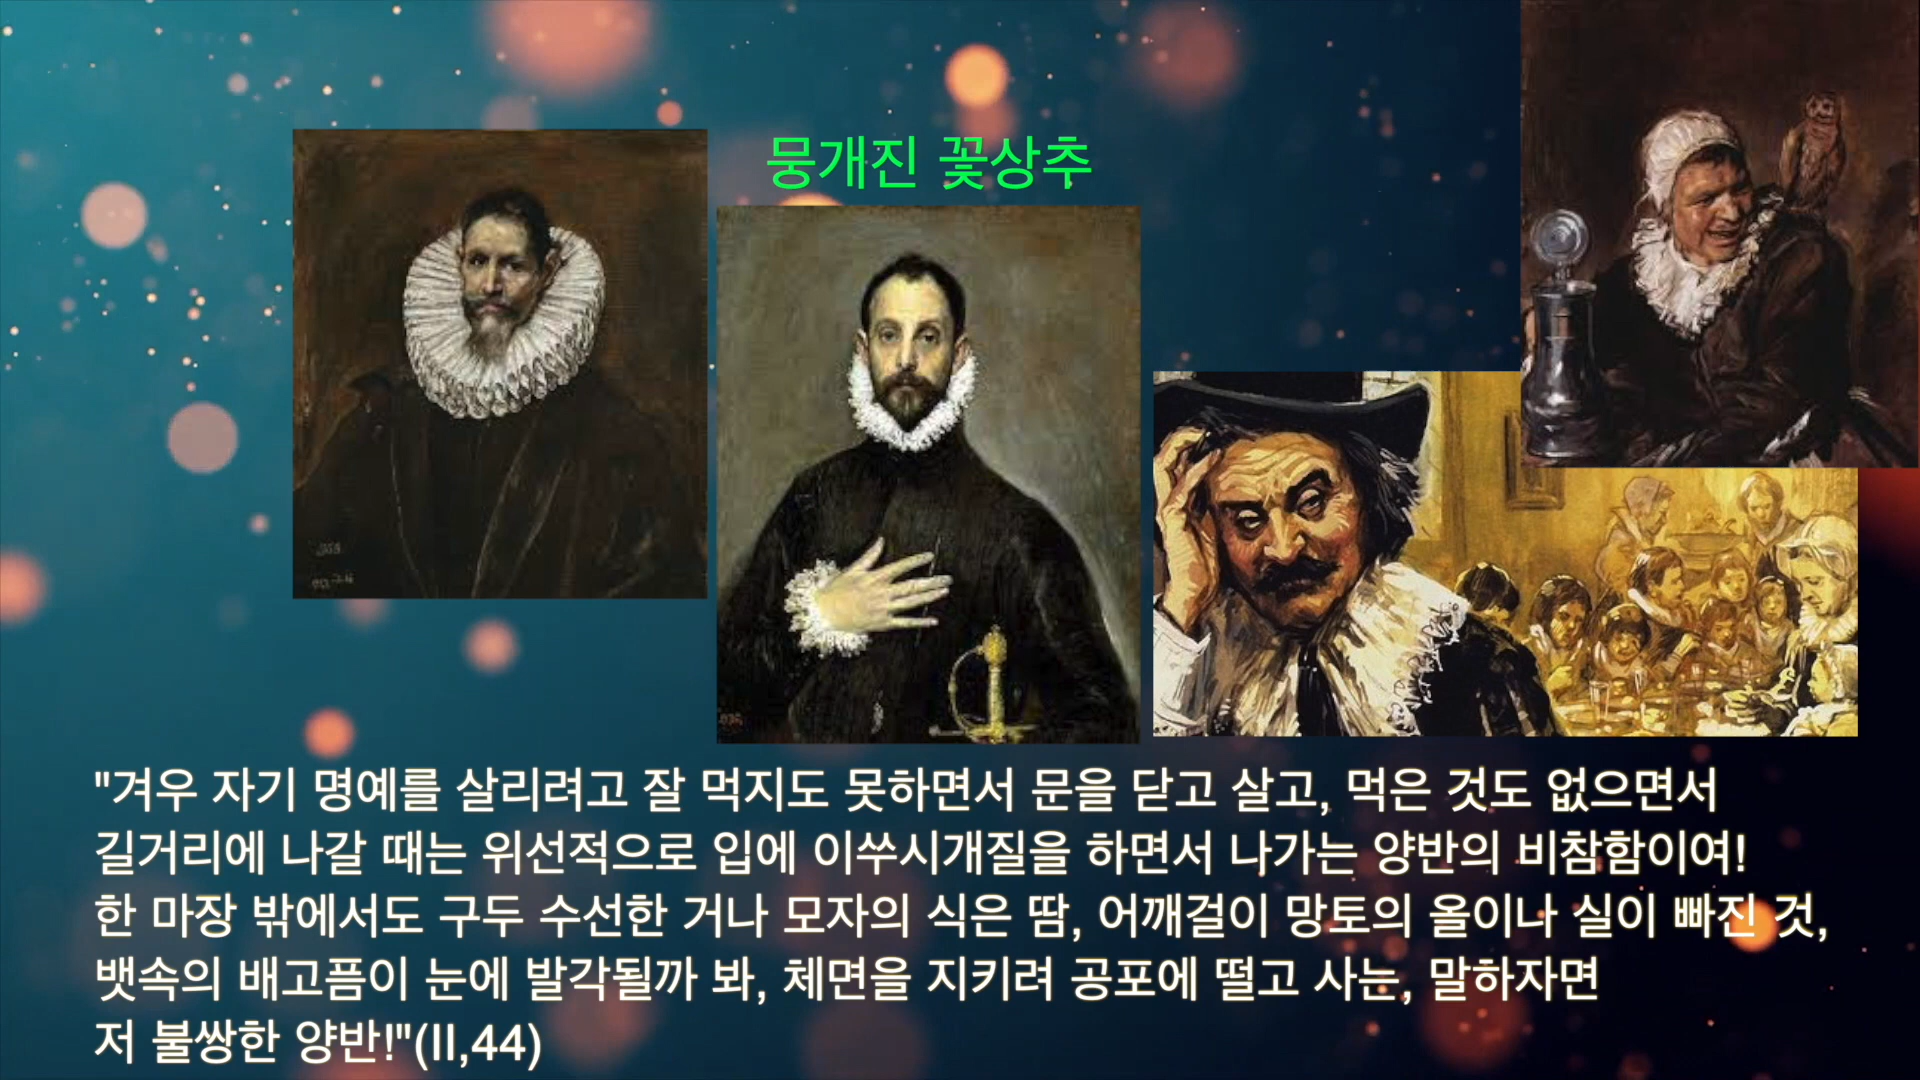 뭉개진 꽃상추
"겨우 자기 명예를 살리려고 잘 먹지도 못하면서 문을 닫고 살고, 먹은 것도 없으면서
길거리에 나갈 때는 위선적으로 입에 이쑤시개질을 하면서 나가는 양반의 비참함이여!
한 마장 밖에서도 구두 수선한 거나 모자의 식은 땀, 어깨걸이 망토의 올이나 실이 빠진 것,
뱃속의 배고픔이 눈에 발각될까 봐, 체면을 지키려 공포에 떨고 사는, 말하자면
저 불쌍한 양반!"(II,44)